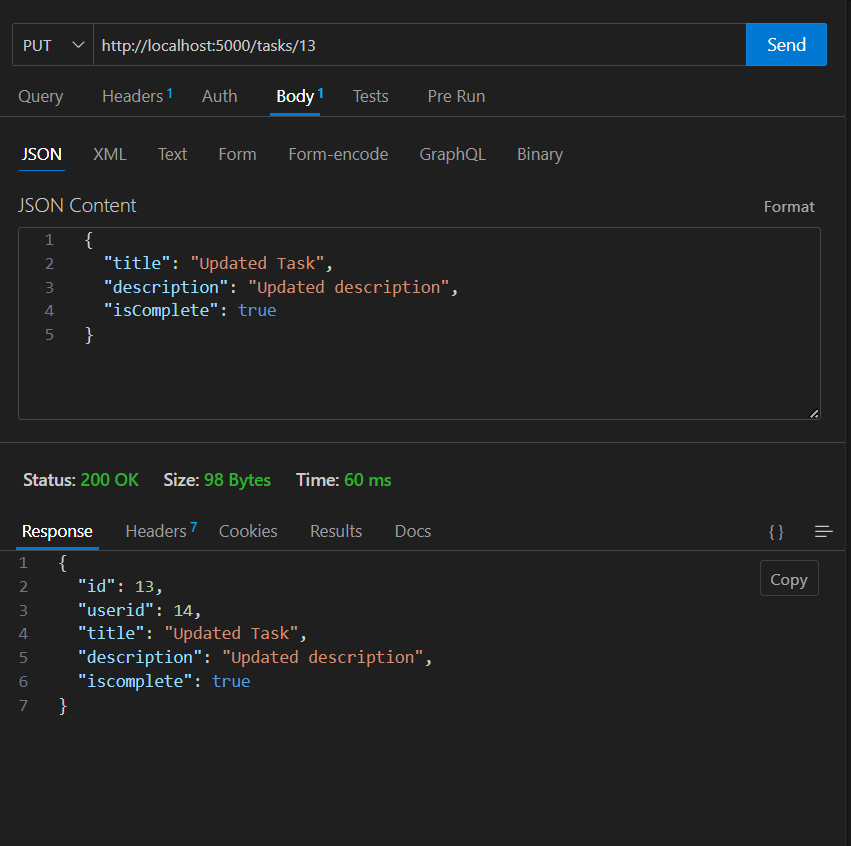 PUT http://localhost:5000/tasks/13 Send
Query Headers 1 Auth Body 1 Tests Pre Run
JSON XML Text Form Form-encode GraphQL Binary
JSON Content Format
1 {
2 "title": "Updated Task",
3 "description": "Updated description",
4 "isComplete": true
5 }
Status: 200 OK Size: 98 Bytes Time: 60 ms
Response Headers 7 Cookies Results Docs {}
1 {
Copy
2 "id": 13,
3 "userid": 14,
4 "title": "Updated Task",
5 "description": "Updated description",
6 "iscomplete": true
7 }